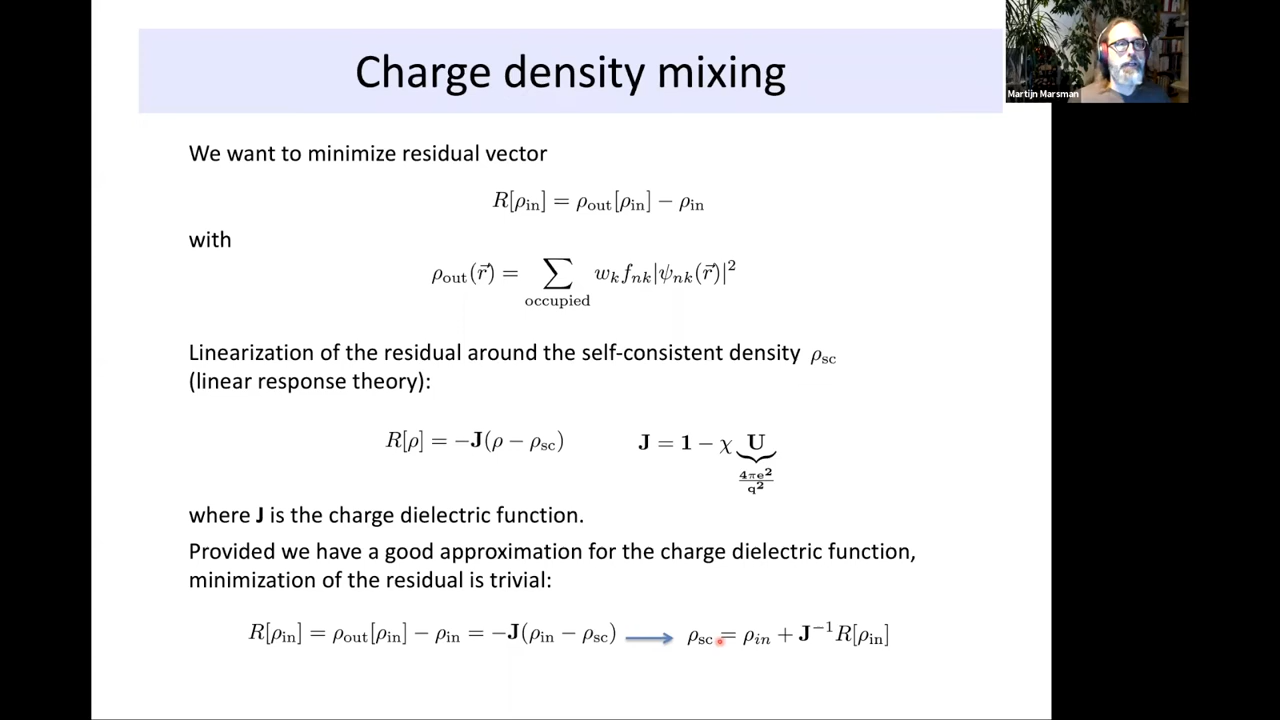 Charge density mixing
Martijn Marsman
We want to minimize residual vector
R[ρ_in] = ρ_out[ρ_in] − ρ_in
with
ρ_out(r⃗) = ∑_occupied w_k f_nk |ψ_nk(r⃗)|²
Linearization of the residual around the self-consistent density ρ_sc
(linear response theory):
R[ρ] = −J(ρ − ρ_sc)    J = 1 − χ U
4πe²/q²
where J is the charge dielectric function.
Provided we have a good approximation for the charge dielectric function,
minimization of the residual is trivial:
R[ρ_in] = ρ_out[ρ_in] − ρ_in = −J(ρ_in − ρ_sc) ⟶ ρ_sc = ρ_in + J⁻¹R[ρ_in]